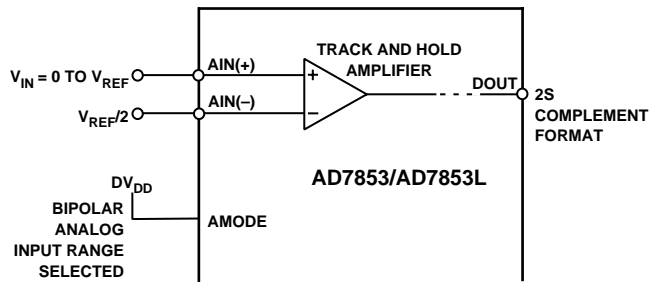 V_IN = 0 TO V_REF
AIN(+)
+
TRACK AND HOLD
AMPLIFIER
DOUT
2S
COMPLEMENT
FORMAT
V_REF/2
AIN(–)
–
AD7853/AD7853L
DV_DD
BIPOLAR
ANALOG
INPUT RANGE
SELECTED
AMODE